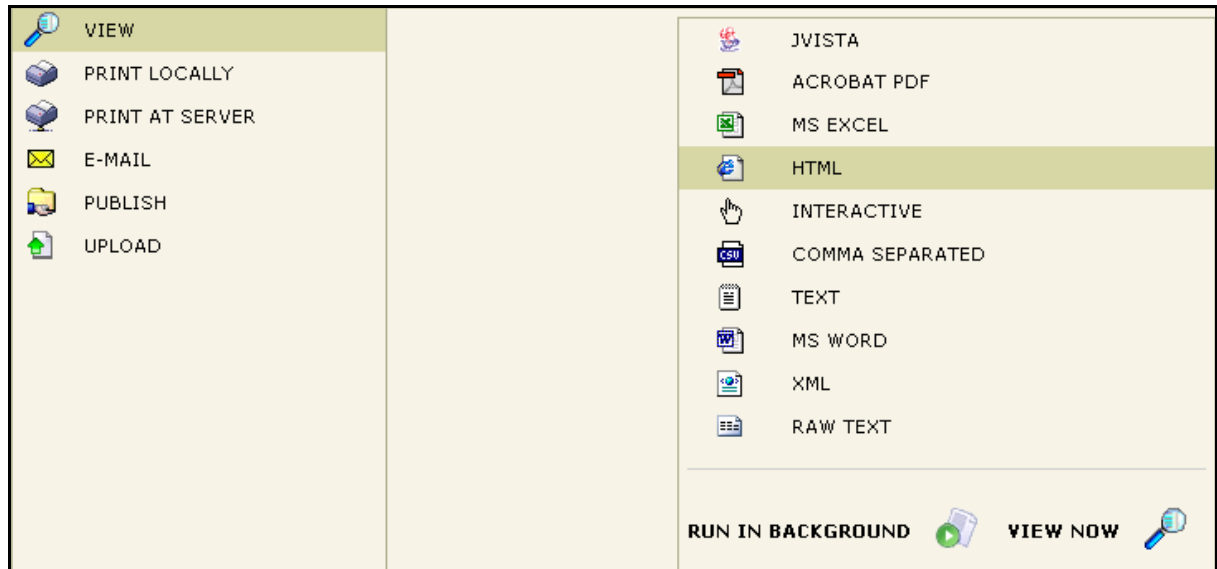 VIEW
PRINT LOCALLY
PRINT AT SERVER
E-MAIL
PUBLISH
UPLOAD
JVISTA
ACROBAT PDF
MS EXCEL
HTML
INTERACTIVE
CSV
COMMA SEPARATED
TEXT
MS WORD
XML
RAW TEXT
RUN IN BACKGROUND
VIEW NOW